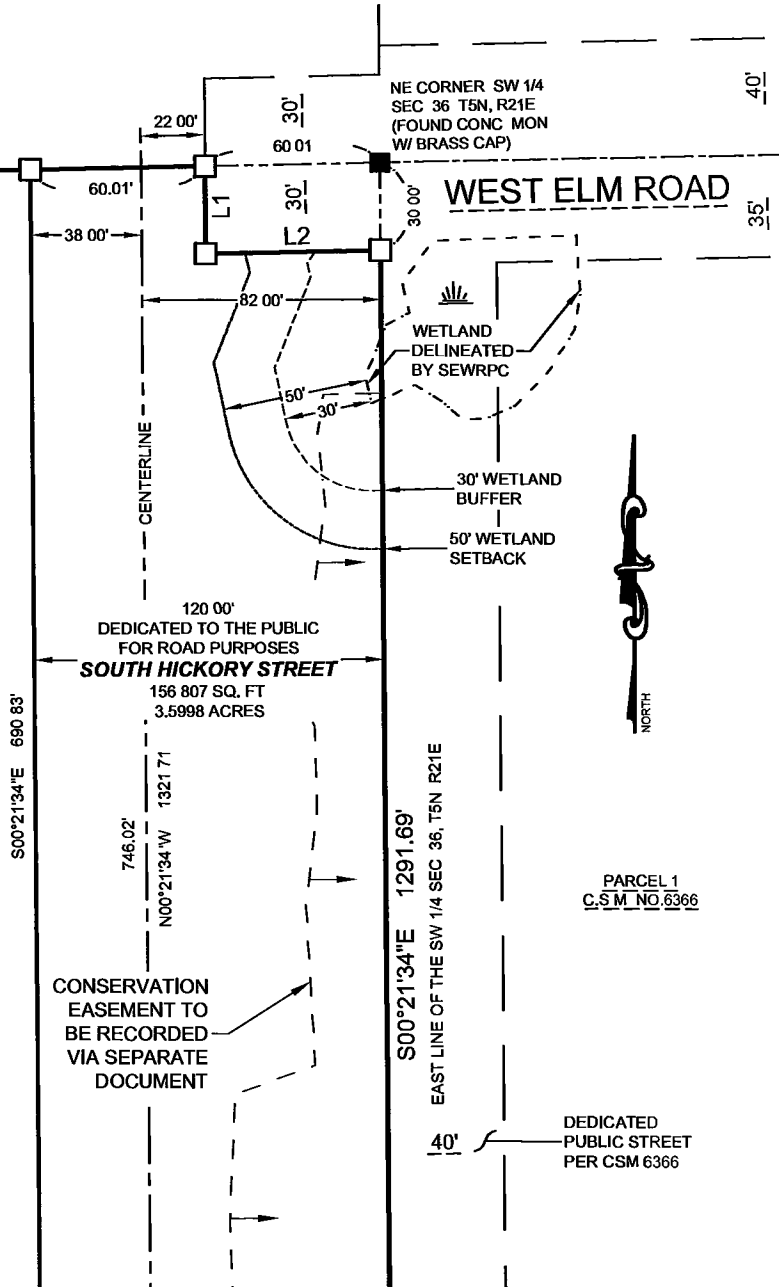 NE CORNER SW 1/4
SEC 36 T5N, R21E
(FOUND CONC MON
W/ BRASS CAP)
40'
22 00'
30'
60 01
60.01'
L1
30'
30 00'
WEST ELM ROAD
35'
38 00'
L2
82 00'
WETLAND
DELINEATED
BY SEWRPC
50'
30'
CENTERLINE
30' WETLAND
BUFFER
50' WETLAND
SETBACK
120 00'
DEDICATED TO THE PUBLIC
FOR ROAD PURPOSES
SOUTH HICKORY STREET
156 807 SQ. FT
3.5998 ACRES
NORTH
S00°21'34"E 690 83'
746.02'
N00°21'34"W 1321 71
S00°21'34"E 1291.69'
EAST LINE OF THE SW 1/4 SEC 36, T5N R21E
PARCEL 1
C.S M NO.6366
CONSERVATION
EASEMENT TO
BE RECORDED
VIA SEPARATE
DOCUMENT
40'
DEDICATED
PUBLIC STREET
PER CSM 6366